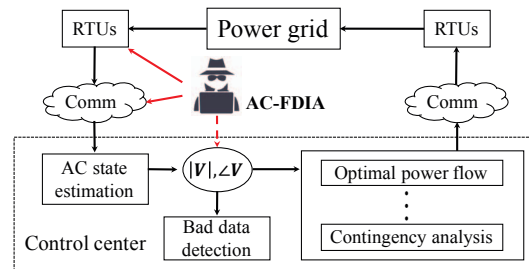 RTUs
Power grid
RTUs
Comm
AC-FDIA
Comm
AC state
estimation
|V|,∠V
Optimal power flow
Contingency analysis
Bad data
detection
Control center